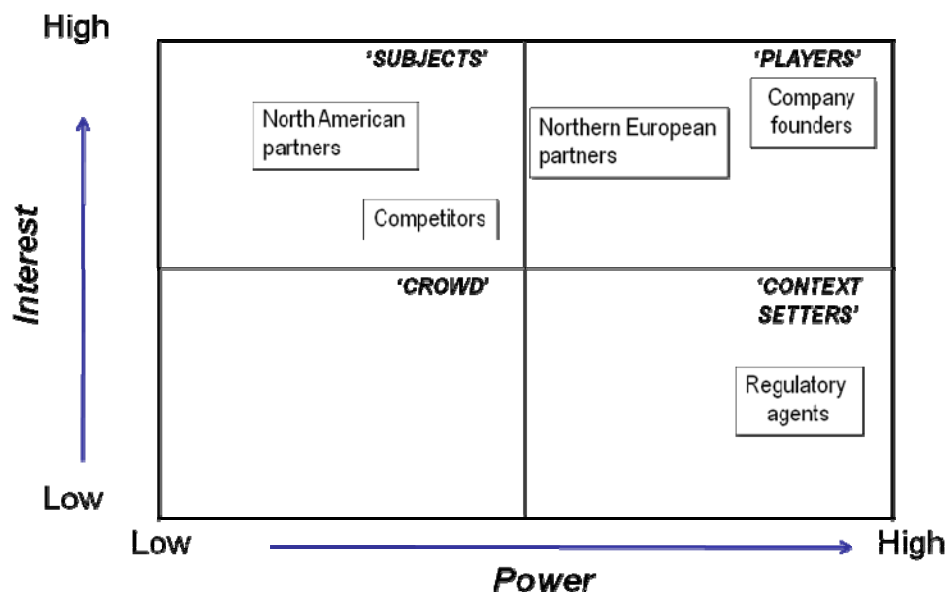 High
'SUBJECTS'
'PLAYERS'
North American
partners
Northern European
partners
Company
founders
Competitors
Interest
'CROWD'
'CONTEXT
SETTERS'
Regulatory
agents
Low
Low
High
Power